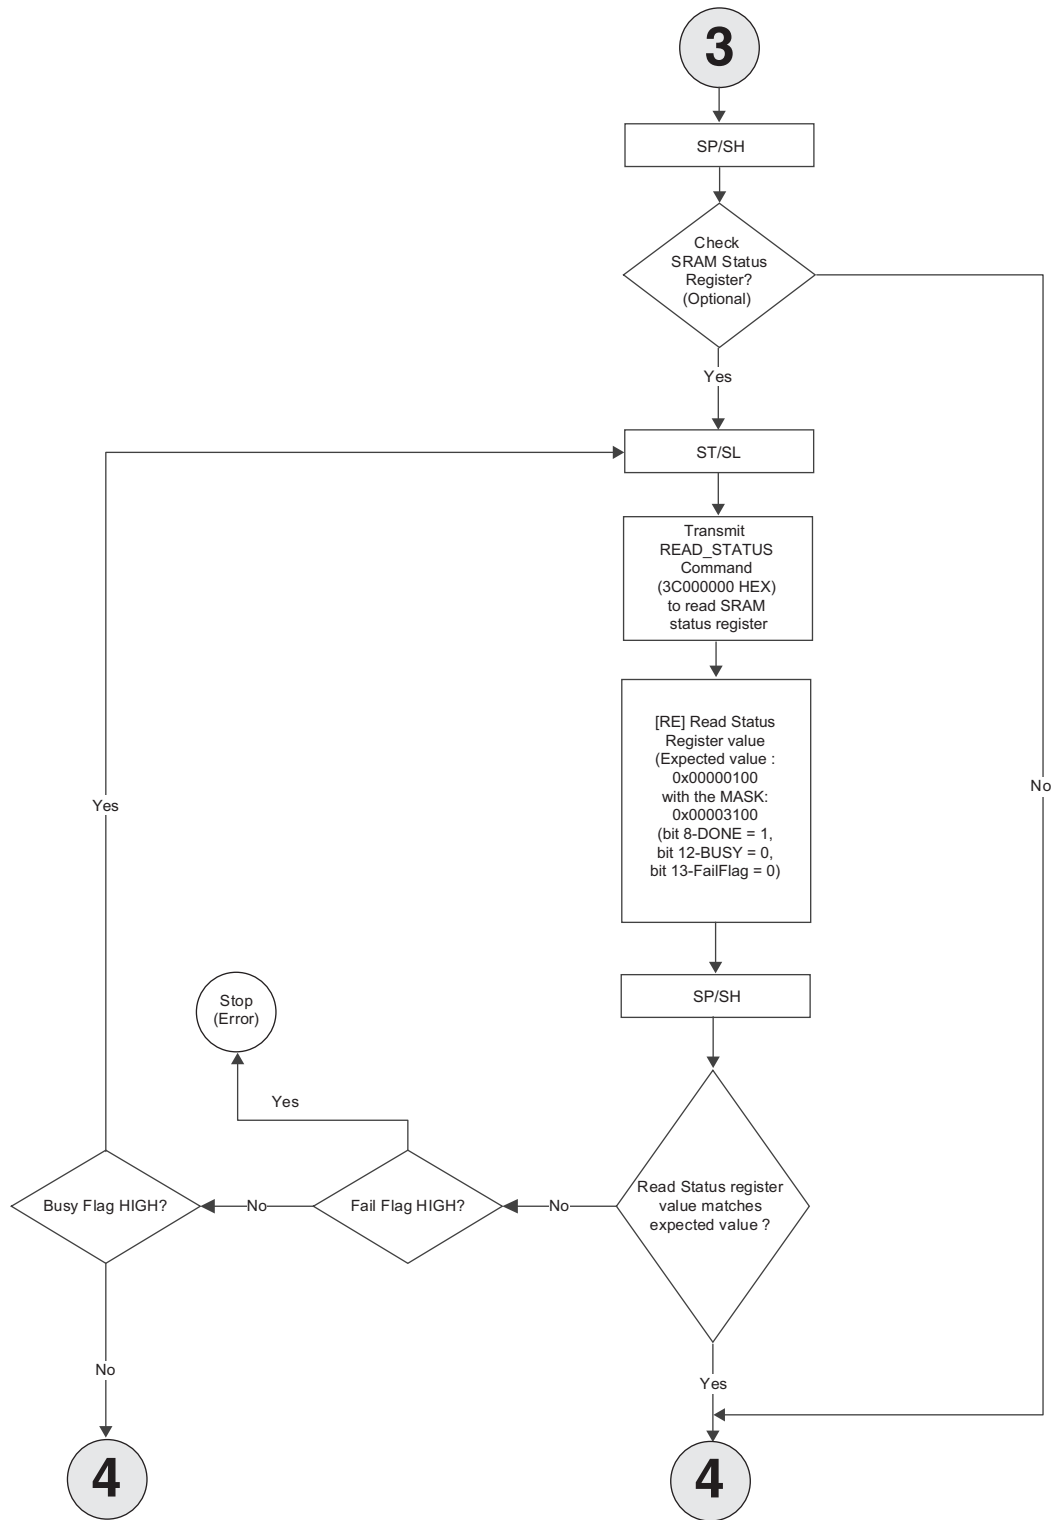 3
SP/SH
Check
SRAM Status
Register?
(Optional)
Yes
ST/SL
Transmit
READ_STATUS
Command
(3C000000 HEX)
to read SRAM
status register
[RE] Read Status
Register value
(Expected value :
0x00000100
with the MASK:
0x00003100
(bit 8-DONE = 1,
bit 12-BUSY = 0,
bit 13-FailFlag = 0)
No
Yes
SP/SH
Stop
(Error)
Yes
Read Status register
value matches
expected value ?
No
Fail Flag HIGH?
No
Busy Flag HIGH?
No
Yes
4
4